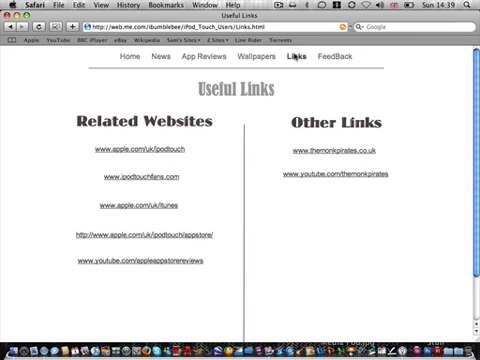 Safari File Edit View History Bookmarks Window Help Sun 14:39
Useful Links
http://web.me.com/ibumblebee/iPod_Touch_Users/Links.html
Apple YouTube BBC iPlayer eBay Wikipedia Sam's Sites £ Sites Line Rider Torrents
Home News App Reviews Wallpapers Links FeedBack
Useful Links
Related Websites
www.apple.com/uk/ipodtouch
www.ipodtouchfans.com
www.apple.com/uk/itunes
http://www.apple.com/uk/ipodtouch/appstore/
www.youtube.com/appleappstorereviews
Other Links
www.themonkpirates.co.uk
www.youtube.com/themonkpirates